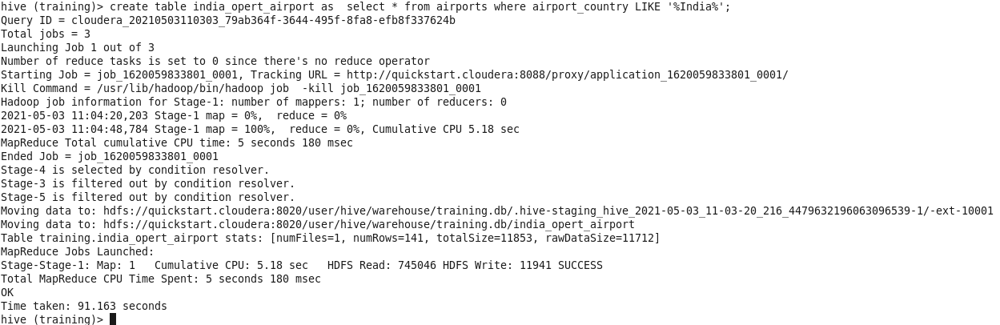 hive (training)> create table india_opert_airport as  select * from airports where airport_country LIKE '%India%';
Query ID = cloudera_20210503110303_79ab364f-3644-495f-8fa8-efb8f337624b
Total jobs = 3
Launching Job 1 out of 3
Number of reduce tasks is set to 0 since there's no reduce operator
Starting Job = job_1620059833801_0001, Tracking URL = http://quickstart.cloudera:8088/proxy/application_1620059833801_0001/
Kill Command = /usr/lib/hadoop/bin/hadoop job  -kill job_1620059833801_0001
Hadoop job information for Stage-1: number of mappers: 1; number of reducers: 0
2021-05-03 11:04:20,203 Stage-1 map = 0%,  reduce = 0%
2021-05-03 11:04:48,784 Stage-1 map = 100%,  reduce = 0%, Cumulative CPU 5.18 sec
MapReduce Total cumulative CPU time: 5 seconds 180 msec
Ended Job = job_1620059833801_0001
Stage-4 is selected by condition resolver.
Stage-3 is filtered out by condition resolver.
Stage-5 is filtered out by condition resolver.
Moving data to: hdfs://quickstart.cloudera:8020/user/hive/warehouse/training.db/.hive-staging_hive_2021-05-03_11-03-20_216_4479632196063096539-1/-ext-10001
Moving data to: hdfs://quickstart.cloudera:8020/user/hive/warehouse/training.db/india_opert_airport
Table training.india_opert_airport stats: [numFiles=1, numRows=141, totalSize=11853, rawDataSize=11712]
MapReduce Jobs Launched:
Stage-Stage-1: Map: 1   Cumulative CPU: 5.18 sec   HDFS Read: 745046 HDFS Write: 11941 SUCCESS
Total MapReduce CPU Time Spent: 5 seconds 180 msec
OK
Time taken: 91.163 seconds
hive (training)>